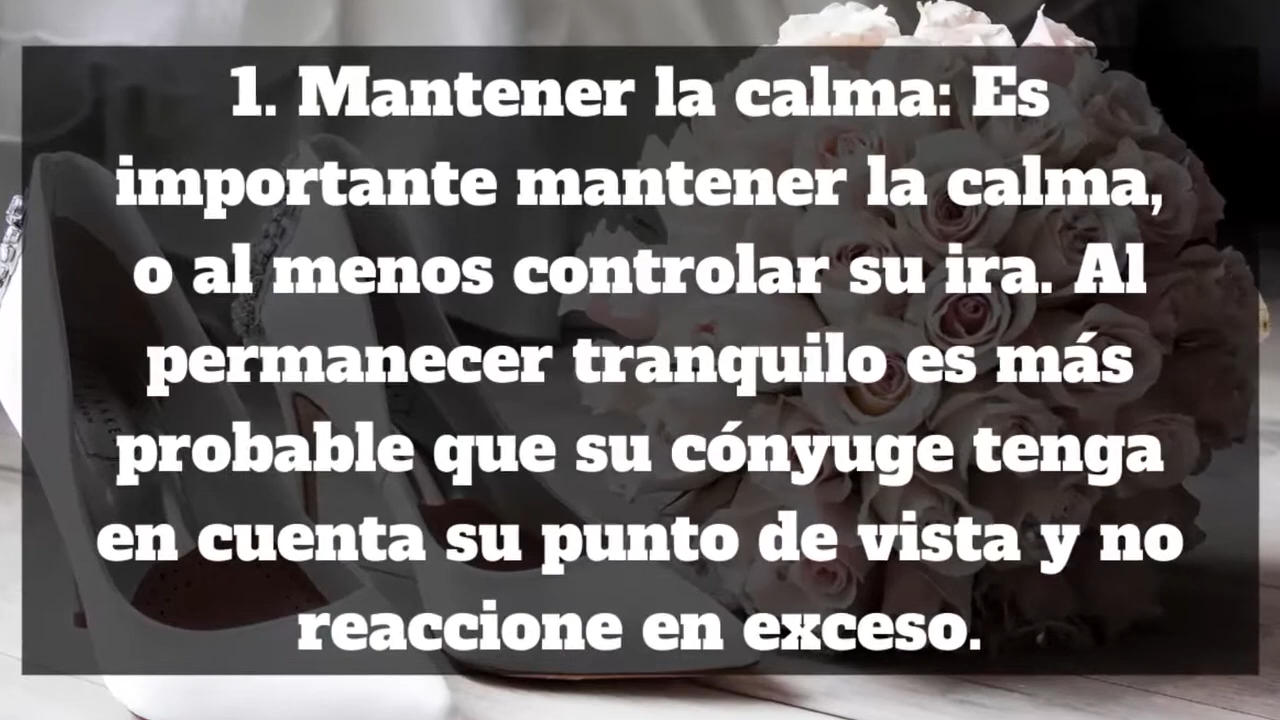 1. Mantener la calma: Es
importante mantener la calma,
o al menos controlar su ira. Al
permanecer tranquilo es más
probable que su cónyuge tenga
en cuenta su punto de vista y no
reaccione en exceso.